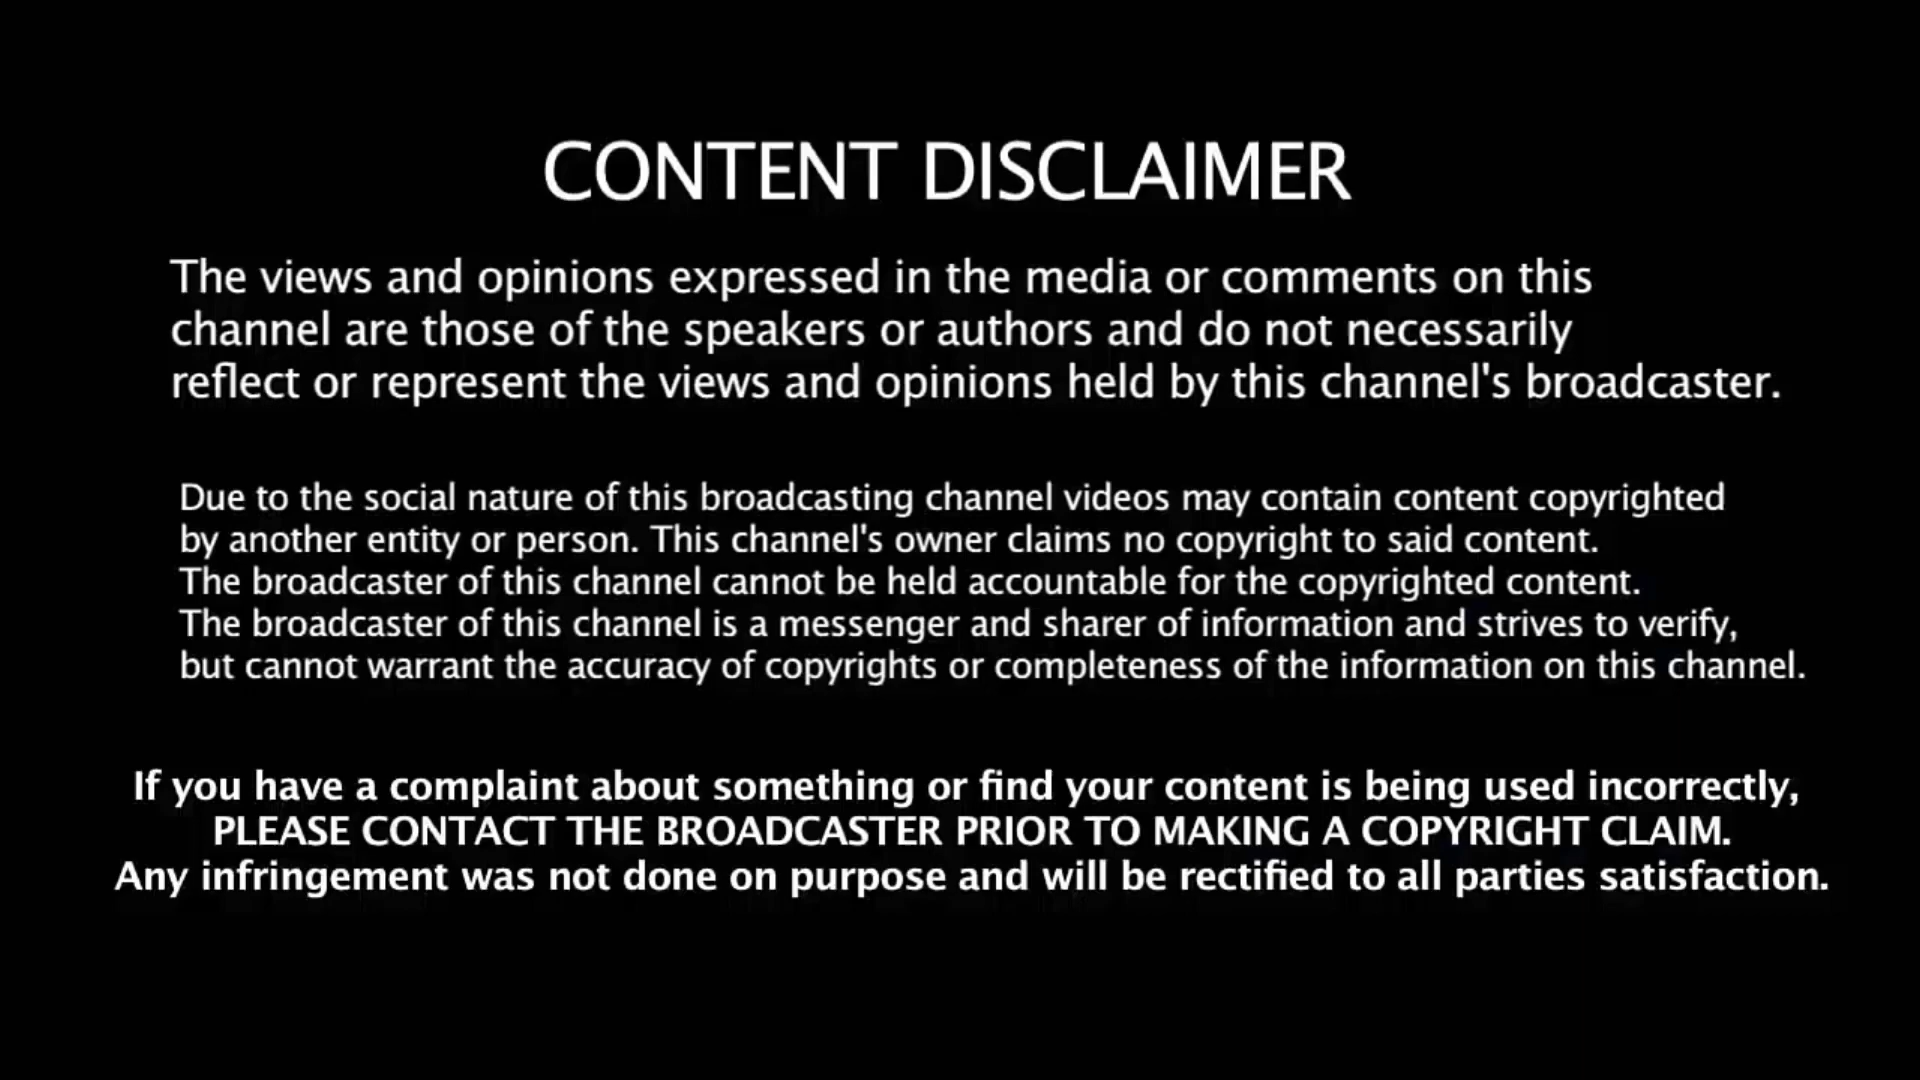 CONTENT DISCLAIMER
The views and opinions expressed in the media or comments on this
channel are those of the speakers or authors and do not necessarily
reflect or represent the views and opinions held by this channel's broadcaster.
Due to the social nature of this broadcasting channel videos may contain content copyrighted
by another entity or person. This channel's owner claims no copyright to said content.
The broadcaster of this channel cannot be held accountable for the copyrighted content.
The broadcaster of this channel is a messenger and sharer of information and strives to verify,
but cannot warrant the accuracy of copyrights or completeness of the information on this channel.
If you have a complaint about something or find your content is being used incorrectly,
PLEASE CONTACT THE BROADCASTER PRIOR TO MAKING A COPYRIGHT CLAIM.
Any infringement was not done on purpose and will be rectified to all parties satisfaction.